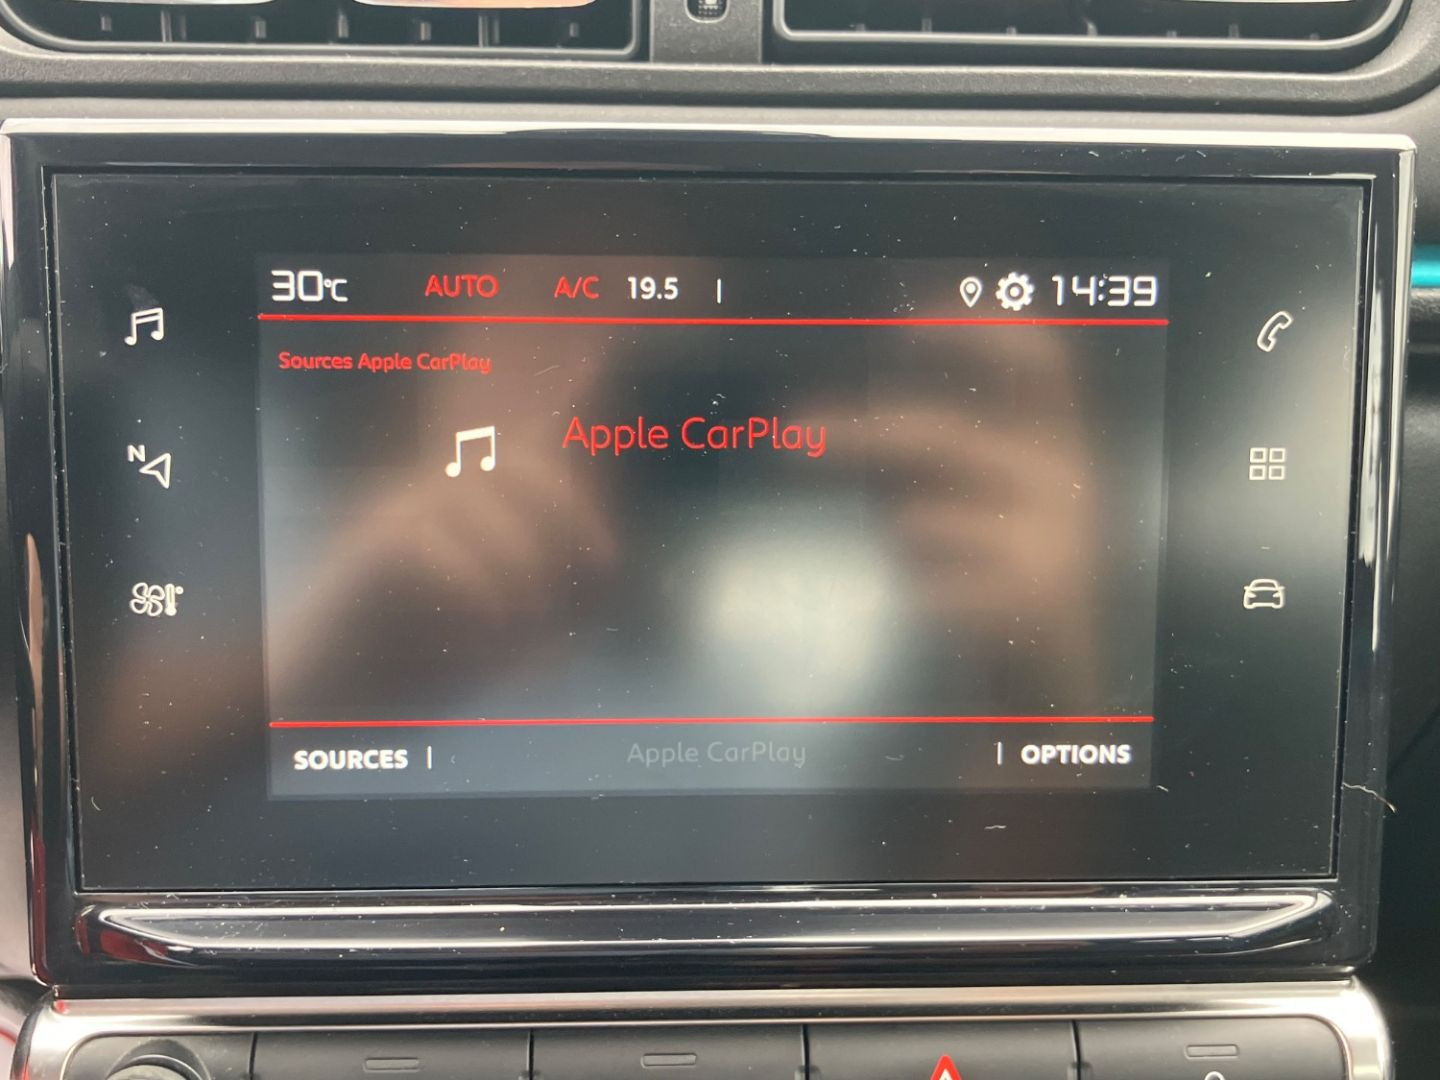 30°C AUTO A/C 19.5 | 14:39
Sources Apple CarPlay
Apple CarPlay
N
SOURCES | Apple CarPlay | OPTIONS